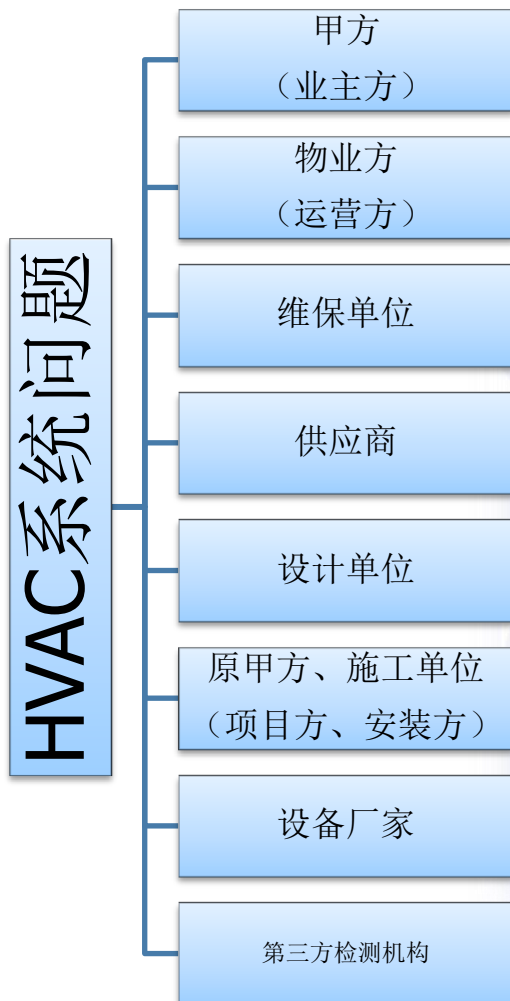 HVAC系统问题
甲方
（业主方）
物业方
（运营方）
维保单位
供应商
设计单位
原甲方、施工单位
（项目方、安装方）
设备厂家
第三方检测机构